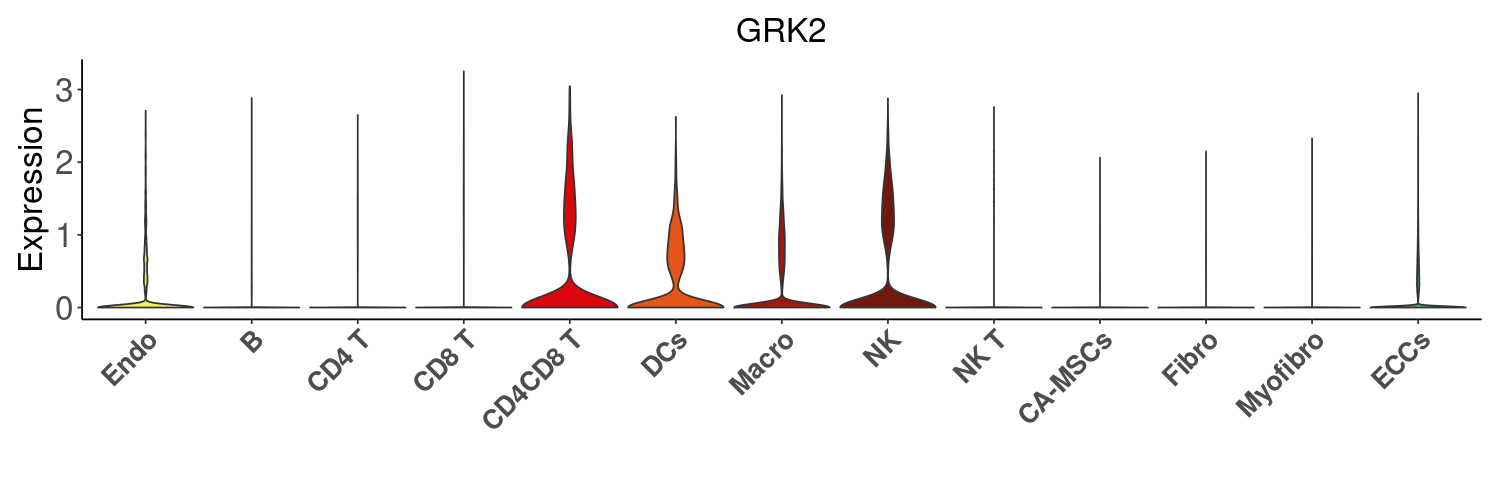 GRK2
Expression
3
2
1
0
Endo
B
CD4 T
CD8 T
CD4CD8 T
DCs
Macro
NK
NK T
CA-MSCs
Fibro
Myofibro
ECCs